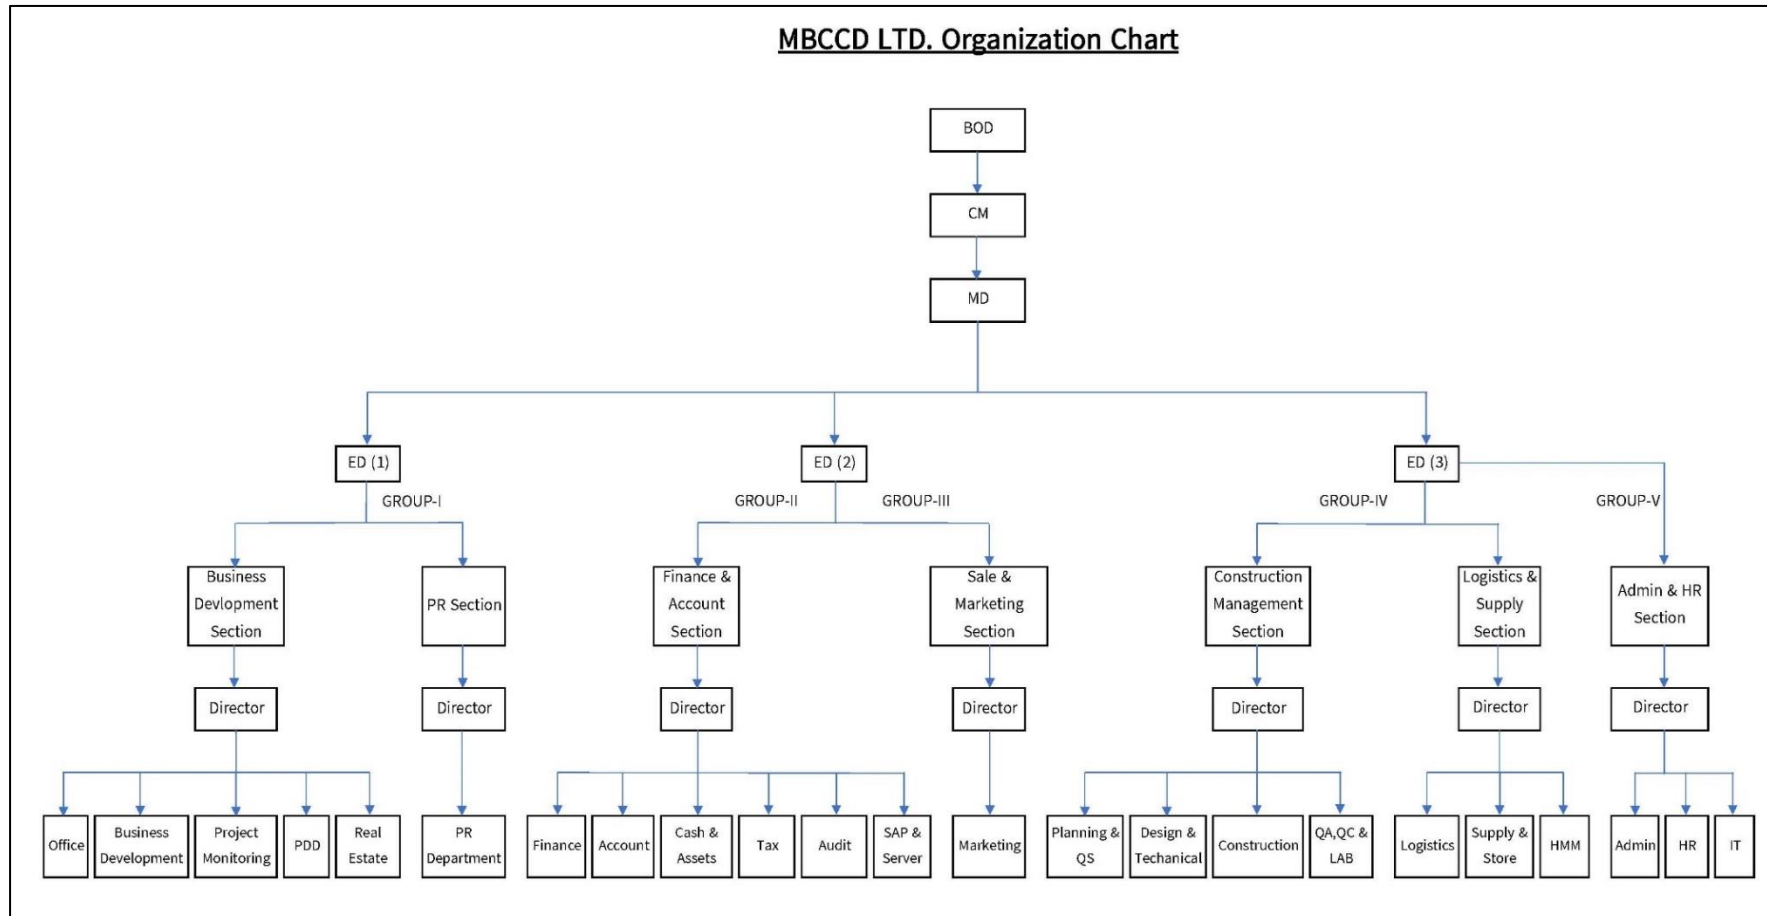 MBCCD LTD. Organization Chart
BOD
CM
MD
ED (1)
ED (2)
ED (3)
GROUP-I
GROUP-II
GROUP-III
GROUP-IV
GROUP-V
Business
Devlopment
Section
PR Section
Finance &
Account
Section
Sale &
Marketing
Section
Construction
Management
Section
Logistics &
Supply
Section
Admin & HR
Section
Director
Director
Director
Director
Director
Director
Director
Office
Business
Development
Project
Monitoring
PDD
Real
Estate
PR
Department
Finance
Account
Cash &
Assets
Tax
Audit
SAP &
Server
Marketing
Planning &
QS
Design &
Techanical
Construction
QA,QC &
LAB
Logistics
Supply &
Store
HMM
Admin
HR
IT